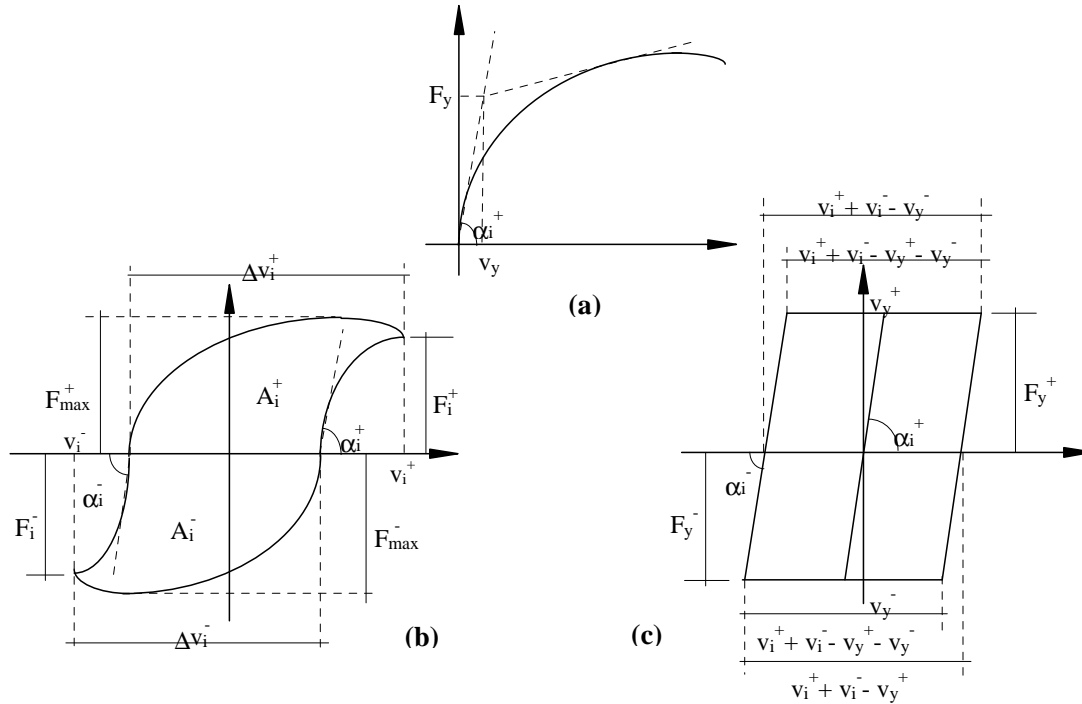 F_y
α_i^+
v_y
(a)
Δv_i^+
F_max^+
A_i^+
F_i^+
v_i^-
α_i^+
v_i^+
α_i^-
F_i^-
A_i^-
F_max^-
Δv_i^-
(b)
v_i^+ + v_i^- - v_y^-
v_i^+ + v_i^- - v_y^+ - v_y^-
v_y^+
F_y^+
α_i^+
α_i^-
F_y^-
v_y^-
(c)
v_i^+ + v_i^- - v_y^+ - v_y^-
v_i^+ + v_i^- - v_y^+